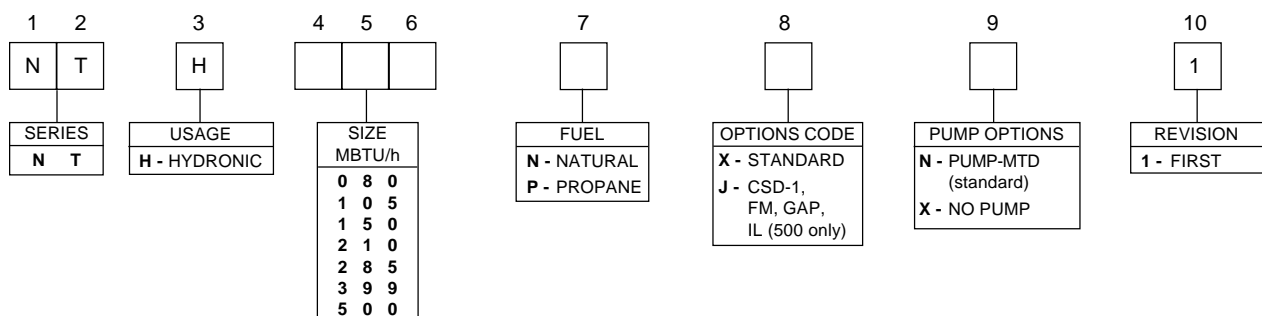 1 2 3 4 5 6 7 8 9 10
N T H 1
SERIES
N T
USAGE
H - HYDRONIC
SIZE
MBTU/h
0 8 0
1 0 5
1 5 0
2 1 0
2 8 5
3 9 9
5 0 0
FUEL
N - NATURAL
P - PROPANE
OPTIONS CODE
X - STANDARD
J - CSD-1,
FM, GAP,
IL (500 only)
PUMP OPTIONS
N - PUMP-MTD
(standard)
X - NO PUMP
REVISION
1 - FIRST